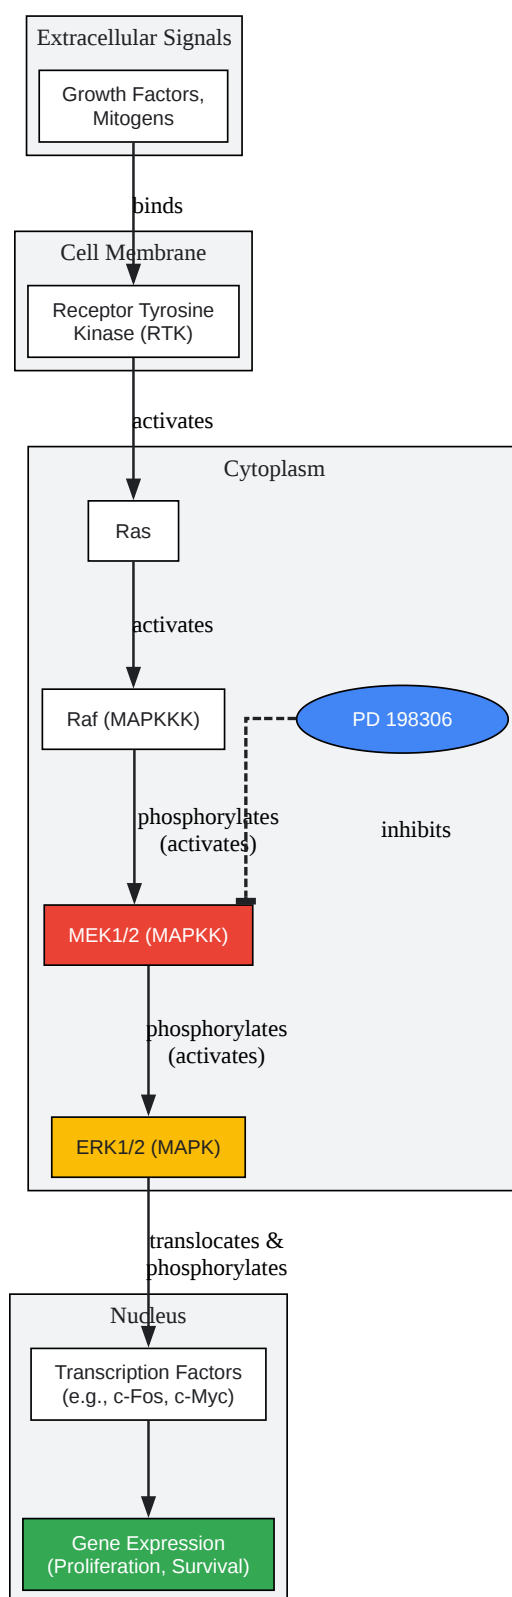 Extracellular Signals
Growth Factors,
Mitogens
binds
Cell Membrane
Receptor Tyrosine
Kinase (RTK)
activates
Cytoplasm
Ras
activates
Raf (MAPKKK)
PD 198306
phosphorylates
(activates)
inhibits
MEK1/2 (MAPKK)
phosphorylates
(activates)
ERK1/2 (MAPK)
translocates &
phosphorylates
Nucleus
Transcription Factors
(e.g., c-Fos, c-Myc)
Gene Expression
(Proliferation, Survival)